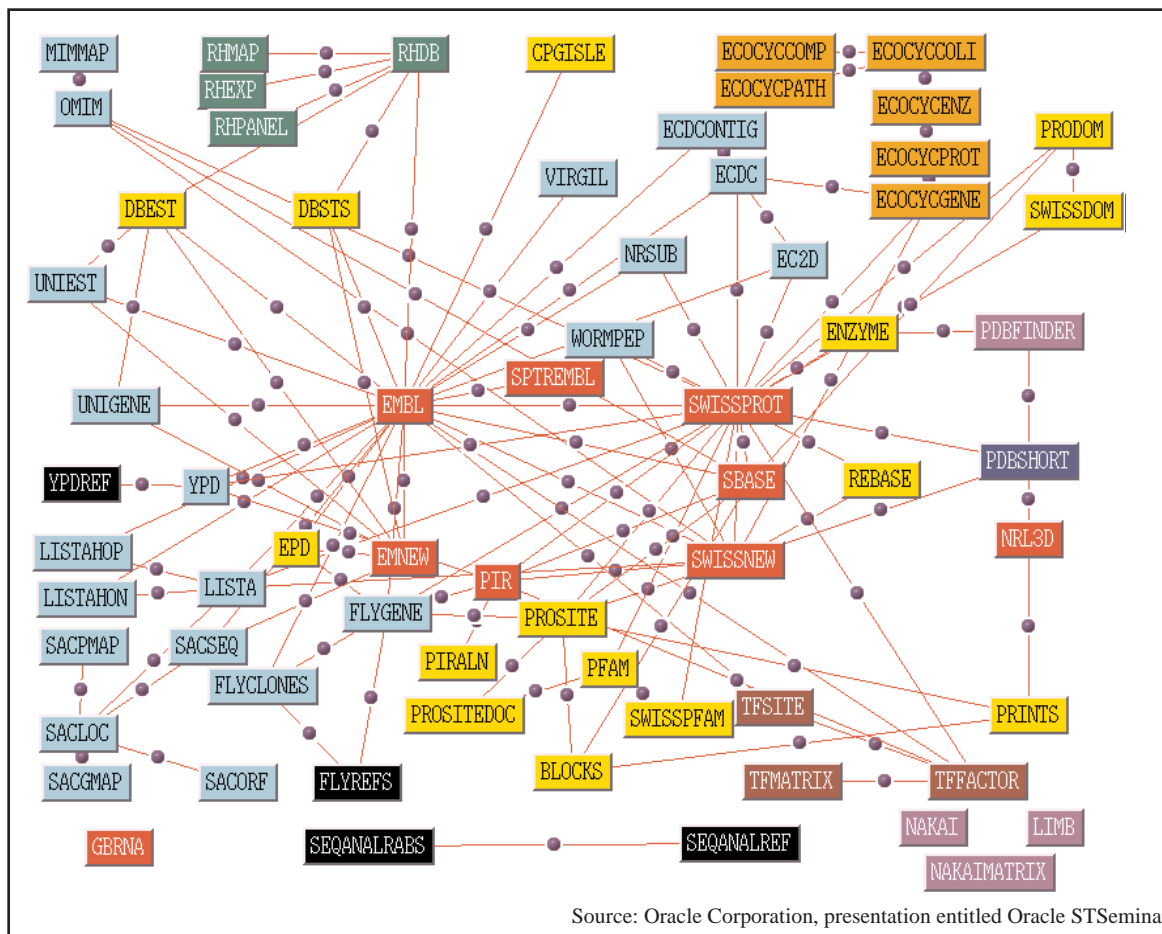 MIMMAP
RHMAP
RHDB
CPGISLE
ECOCYCCOMP
ECOCYCCOLI
RHEXP
ECOCYCPATH
OMIM
ECOCYCENZ
RHPANEL
ECDCONTIG
PRODOM
ECOCYCPROT
VIRGIL
ECDC
DBEST
DBSTS
ECOCYCGENE
SWISSDOM
NRSUB
EC2D
UNIEST
WORMPEP
ENZYME
PDBFINDER
SPTREMBL
UNIGENE
EMBL
SWISSPROT
PDBSHORT
YPDREF
YPD
SBASE
REBASE
NRL3D
LISTAHOP
EPD
EMNEW
SWISSNEW
PIR
LISTAHON
LISTA
FLYGENE
PROSITE
SACPMAP
SACSEQ
PIRALN
PFAM
FLYCLONES
PROSITEDOC
SWISSPFAM
TFSITE
PRINTS
SACLOC
BLOCKS
SACGMAP
SACORF
FLYREFS
TFMATRIX
TFFACTOR
NAKAI
LIMB
GBRNA
SEQANALRABS
SEQANALREF
NAKAIMATRIX
Source: Oracle Corporation, presentation entitled Oracle STSemina